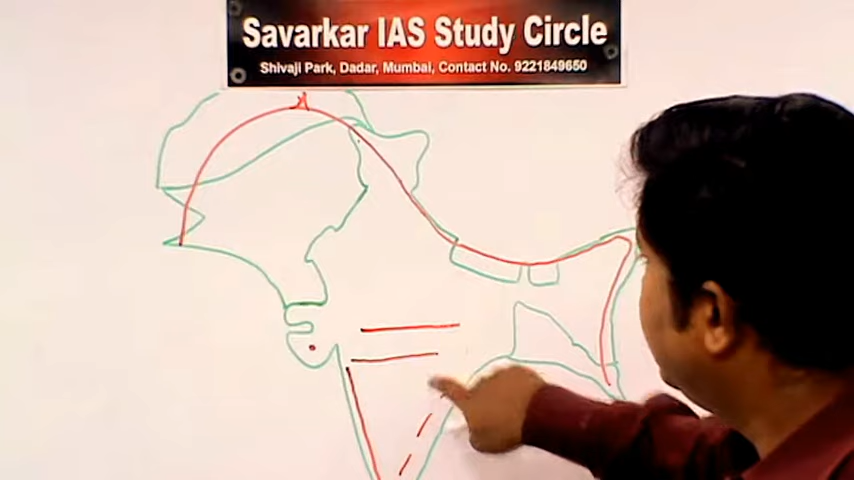 Savarkar IAS Study Circle
Shivaji Park, Dadar, Mumbai, Contact No. 9221849650